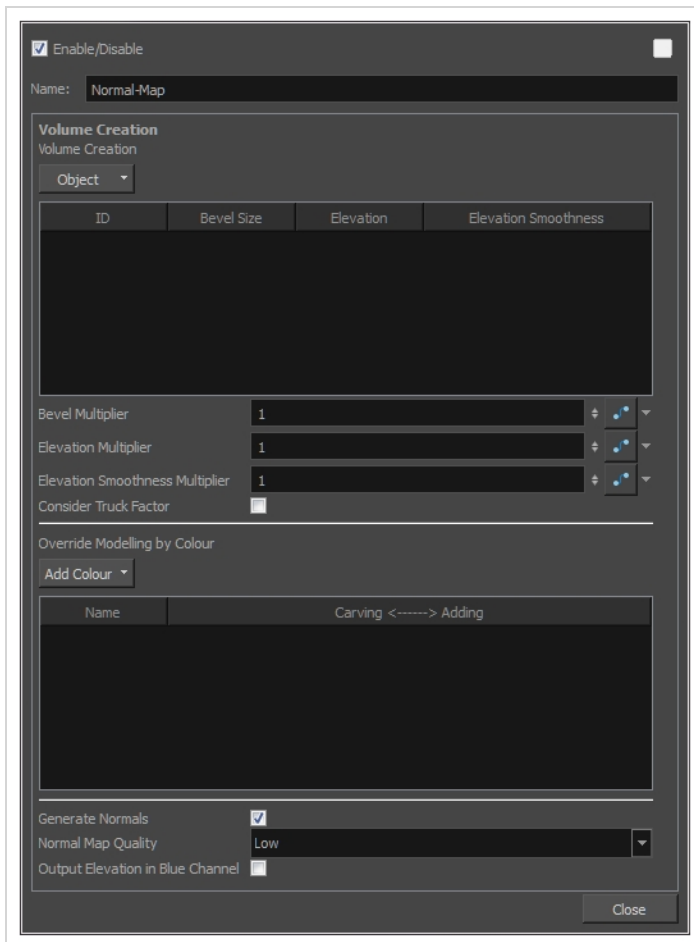 Enable/Disable
Name: Normal-Map
Volume Creation
Volume Creation
Object
ID Bevel Size Elevation Elevation Smoothness
Bevel Multiplier 1
Elevation Multiplier 1
Elevation Smoothness Multiplier 1
Consider Truck Factor
Override Modelling by Colour
Add Colour
Name Carving <------> Adding
Generate Normals
Normal Map Quality Low
Output Elevation in Blue Channel
Close